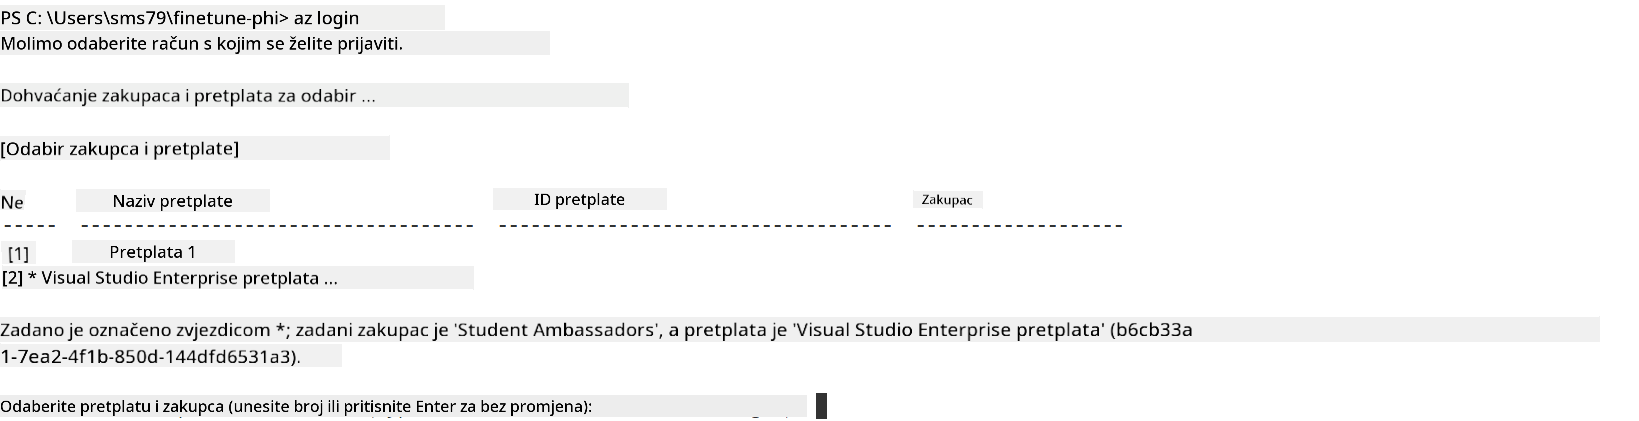 PS C: \Users\sms79\finetune-phi> az login
Molimo odaberite račun s kojim se želite prijaviti.
Dohvaćanje zakupaca i pretplata za odabir ...
[Odabir zakupca i pretplate]
Ne Naziv pretplate ID pretplate Zakupac
[1] Pretplata 1
[2] * Visual Studio Enterprise pretplata ...
Zadano je označeno zvjezdicom *; zadani zakupac je 'Student Ambassadors', a pretplata je 'Visual Studio Enterprise pretplata' (b6cb33a
1-7ea2-4f1b-850d-144dfd6531a3).
Odaberite pretplatu i zakupca (unesite broj ili pritisnite Enter za bez promjena):